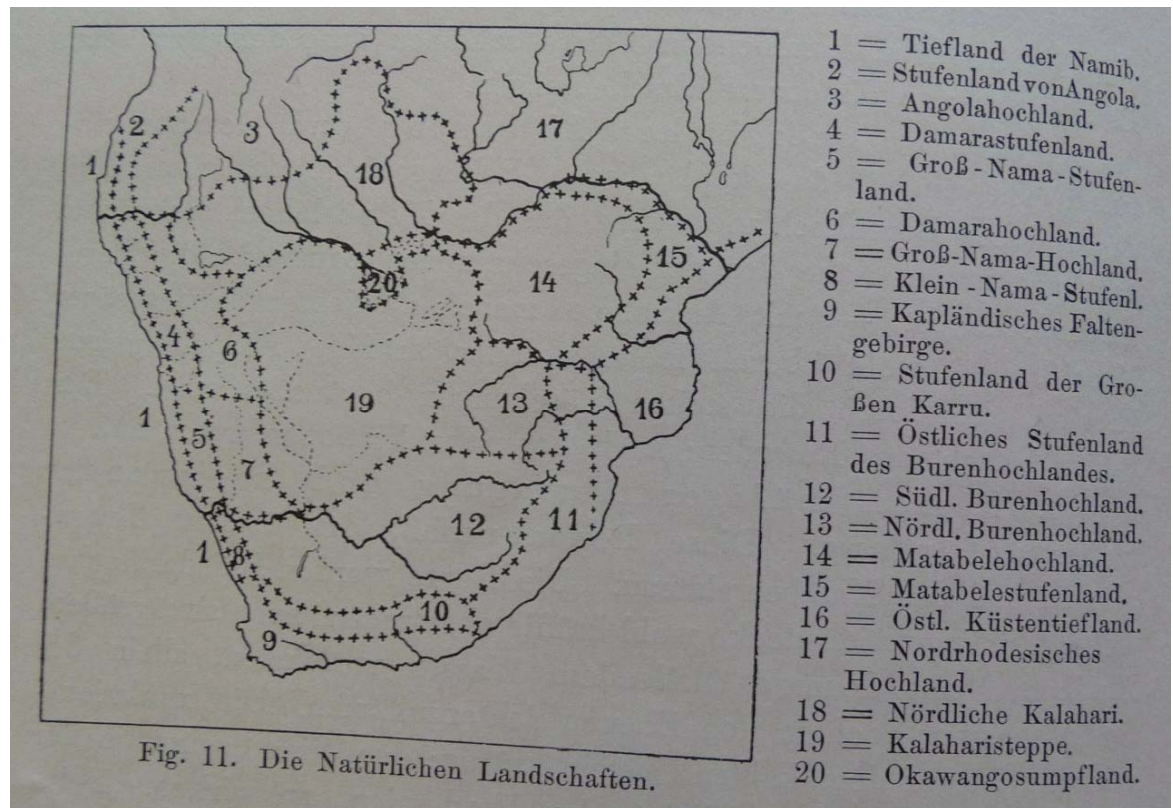 1 = Tiefland der Namib.
2 = Stufenland von Angola.
3 = Angolahochland.
4 = Damarastufenland.
5 = Groß-Nama-Stufen-
land.
6 = Damarahochland.
7 = Groß-Nama-Hochland.
8 = Klein-Nama-Stufenl.
9 = Kapländisches Falten-
gebirge.
10 = Stufenland der Gro-
ßen Karru.
11 = Östliches Stufenland
des Burenhochlandes.
12 = Südl. Burenhochland.
13 = Nördl. Burenhochland.
14 = Matabelehochland.
15 = Matabelestufenland.
16 = Östl. Küstentiefland.
17 = Nordrhodesisches
Hochland.
18 = Nördliche Kalahari.
19 = Kalaharisteppe.
20 = Okawangosumpfland.
2
3
17
1
18
15
20
14
4
6
19
13
16
1
5
7
12
11
1
8
10
9
Fig. 11. Die Natürlichen Landschaften.